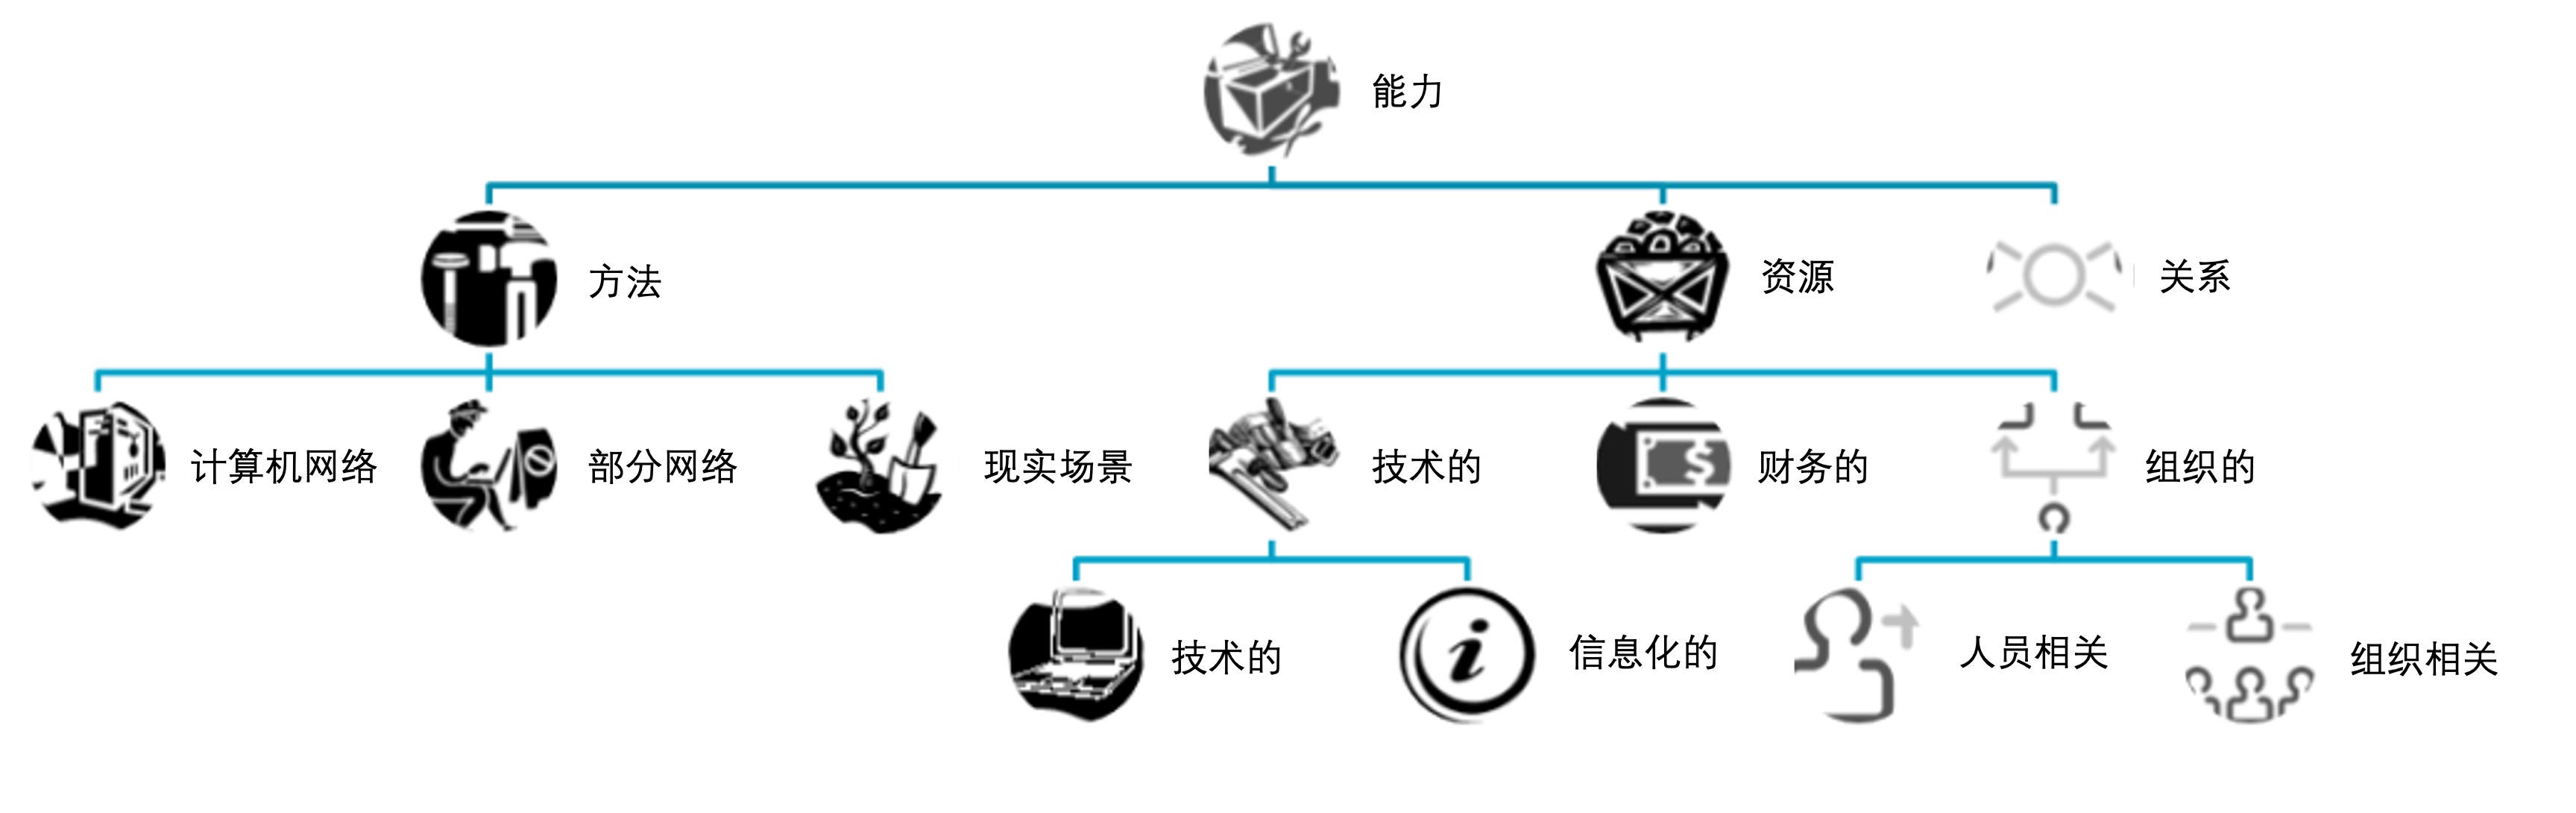 能力
方法
资源
关系
计算机网络
部分网络
现实场景
技术的
财务的
组织的
技术的
信息化的
人员相关
组织相关